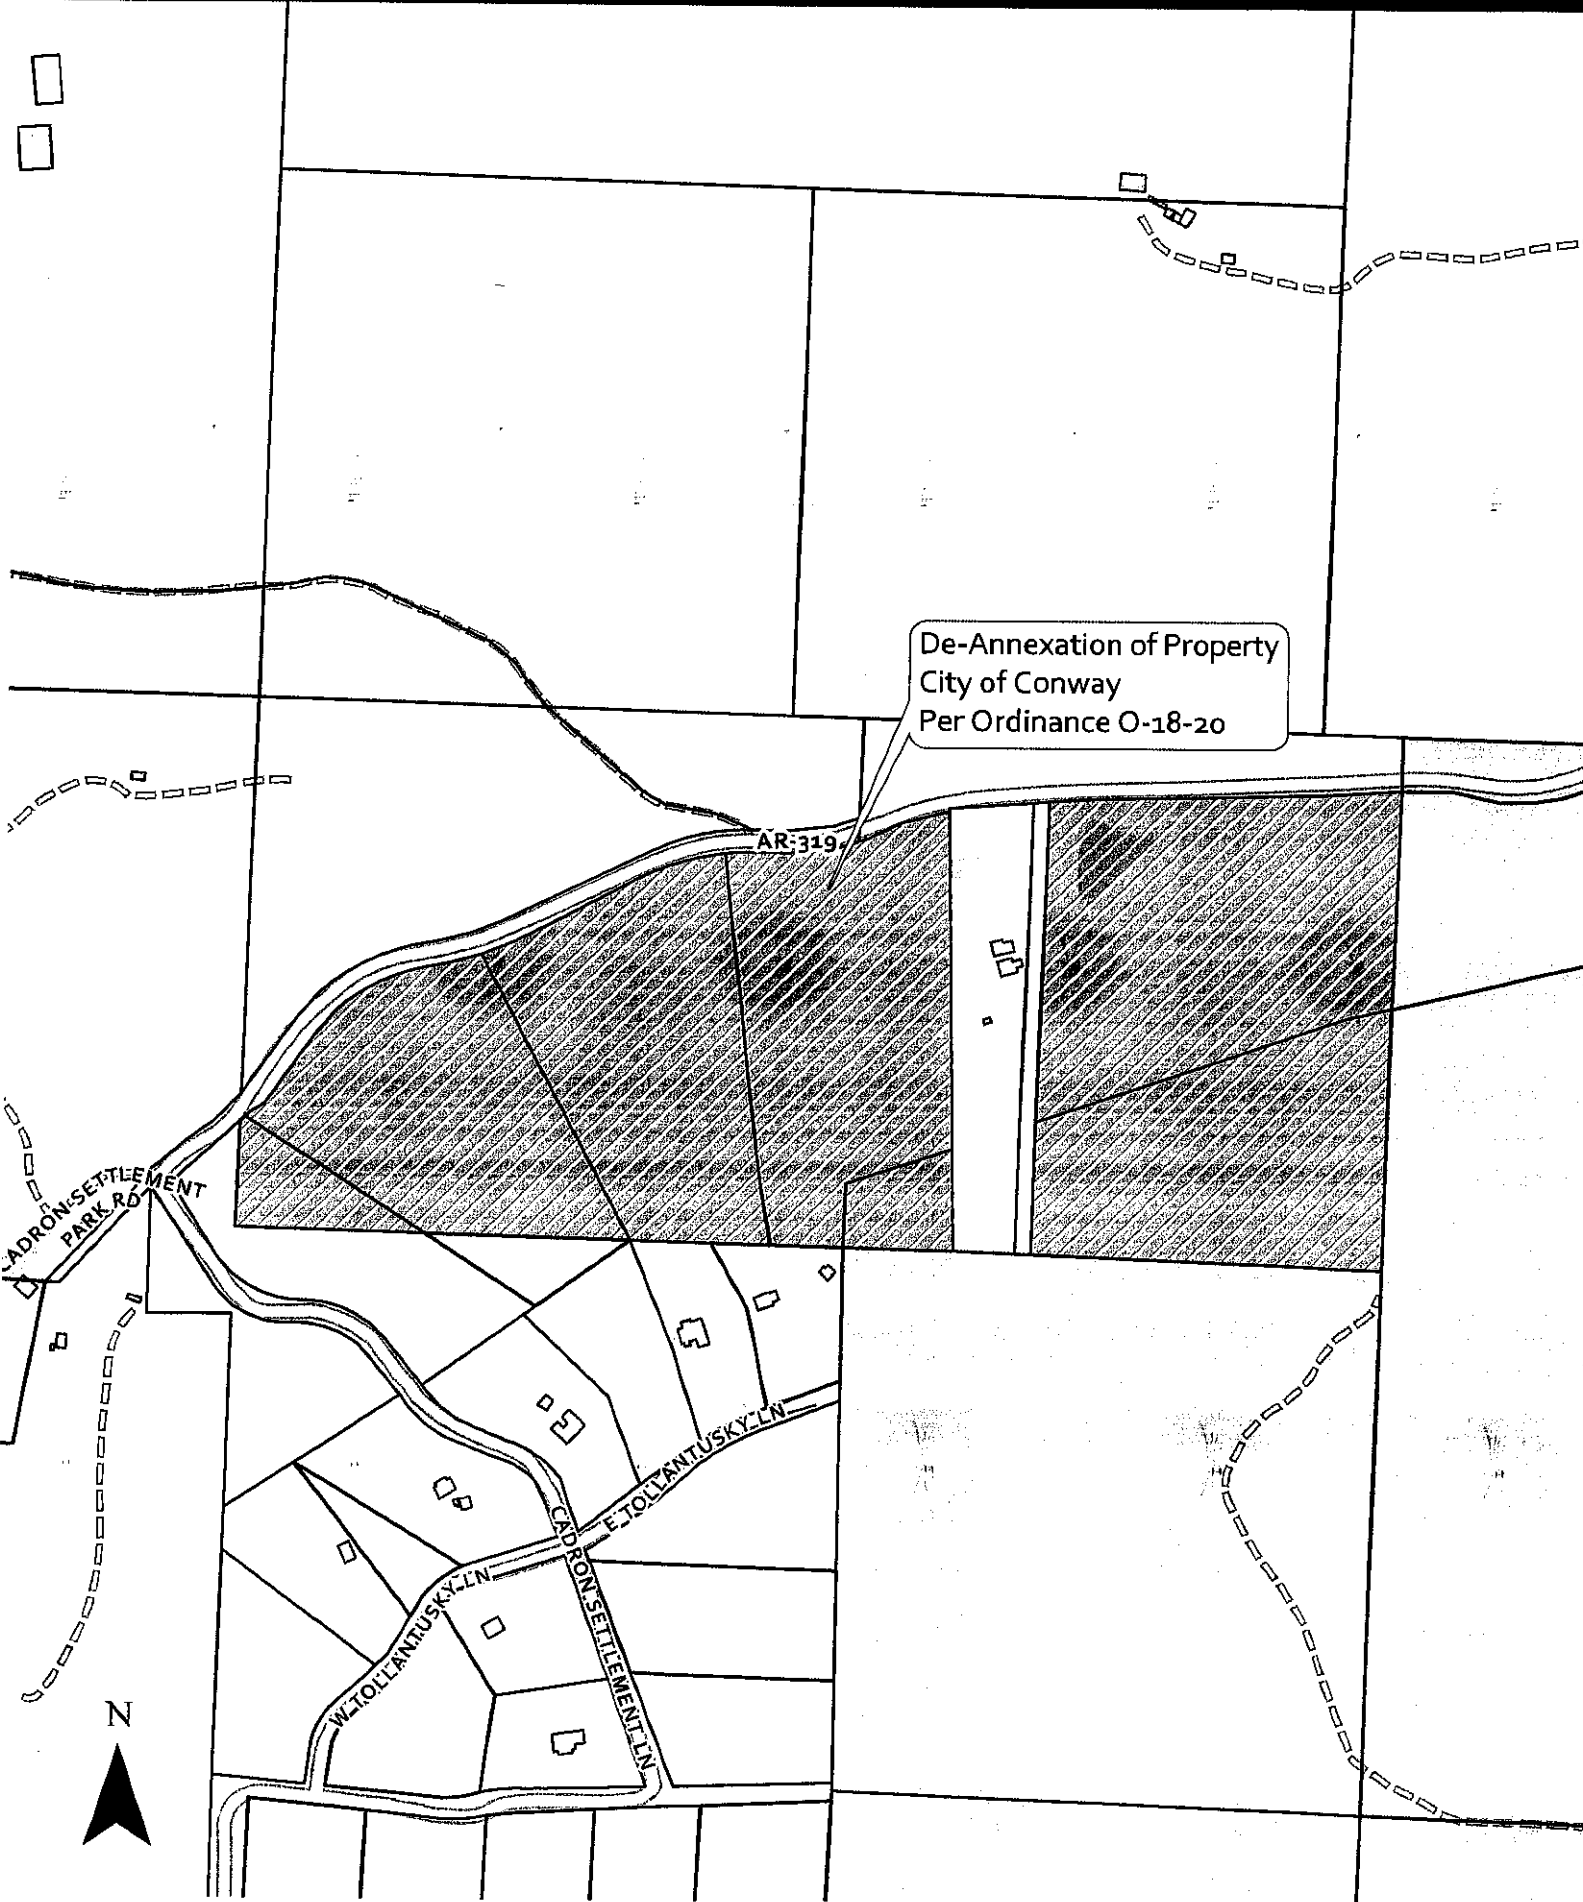 De-Annexation of Property
City of Conway
Per Ordinance O-18-20
AR-319
CADRON SETTLEMENT
PARK RD
E TOLLANTUSKY LN
CADRON SETTLEMENT LN
W TOLLANTUSKY LN
N